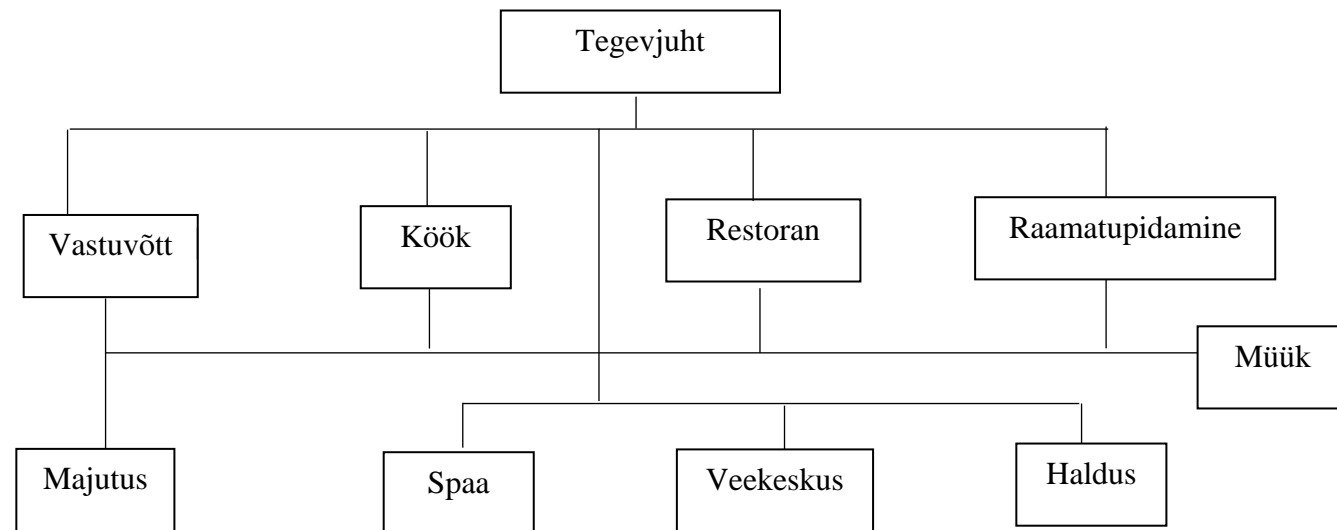 Tegevjuht
Vastuvõtt
Köök
Restoran
Raamatupidamine
Müük
Majutus
Spaa
Veekeskus
Haldus